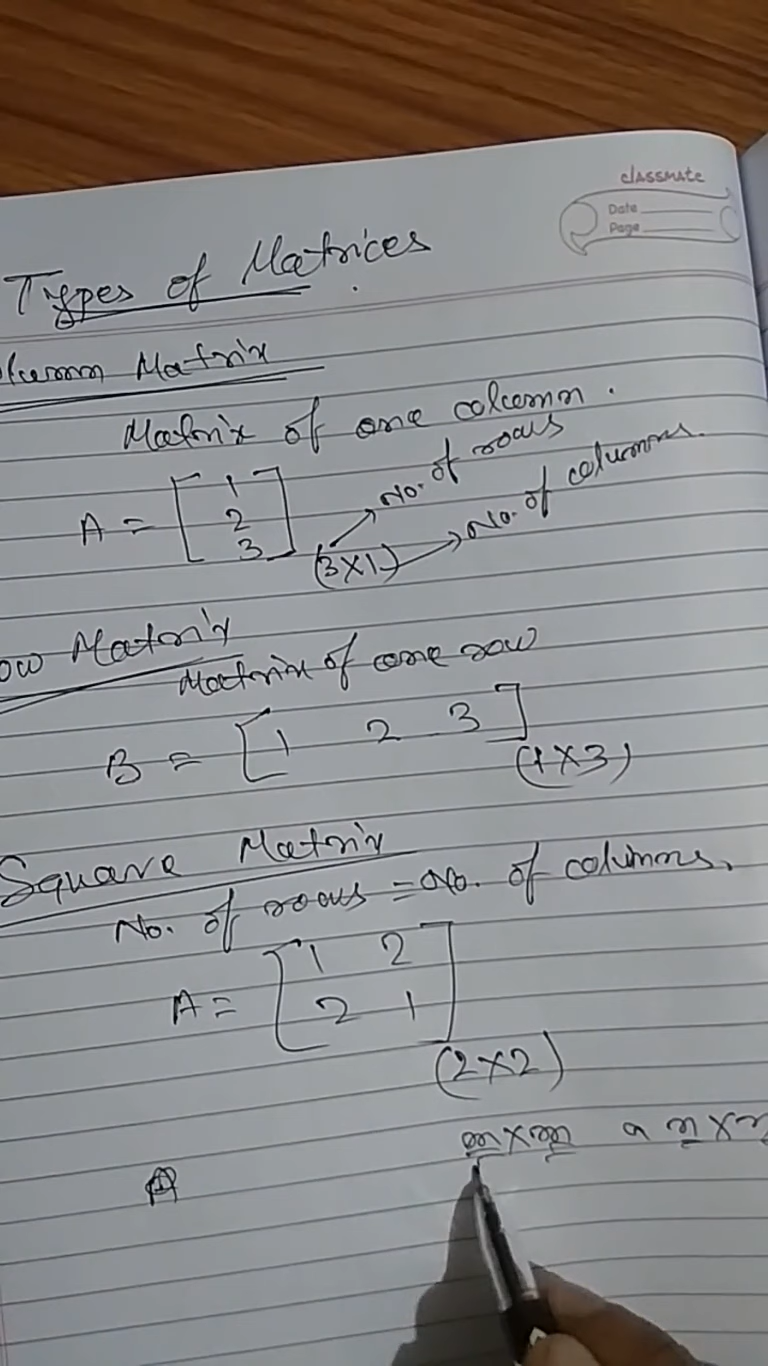 classmate
Date
Page
Types of Matrices
olumn Matrix
Matrix of one column.
No. of rows
No. of columns.
A = [1
2
3] (3×1)
ow Matrix
Matrix of one row
B = [1 2 3] (1×3)
Square Matrix
No. of rows = No. of columns.
A = [1 2
2 1]
(2×2)
m×m n×n
A